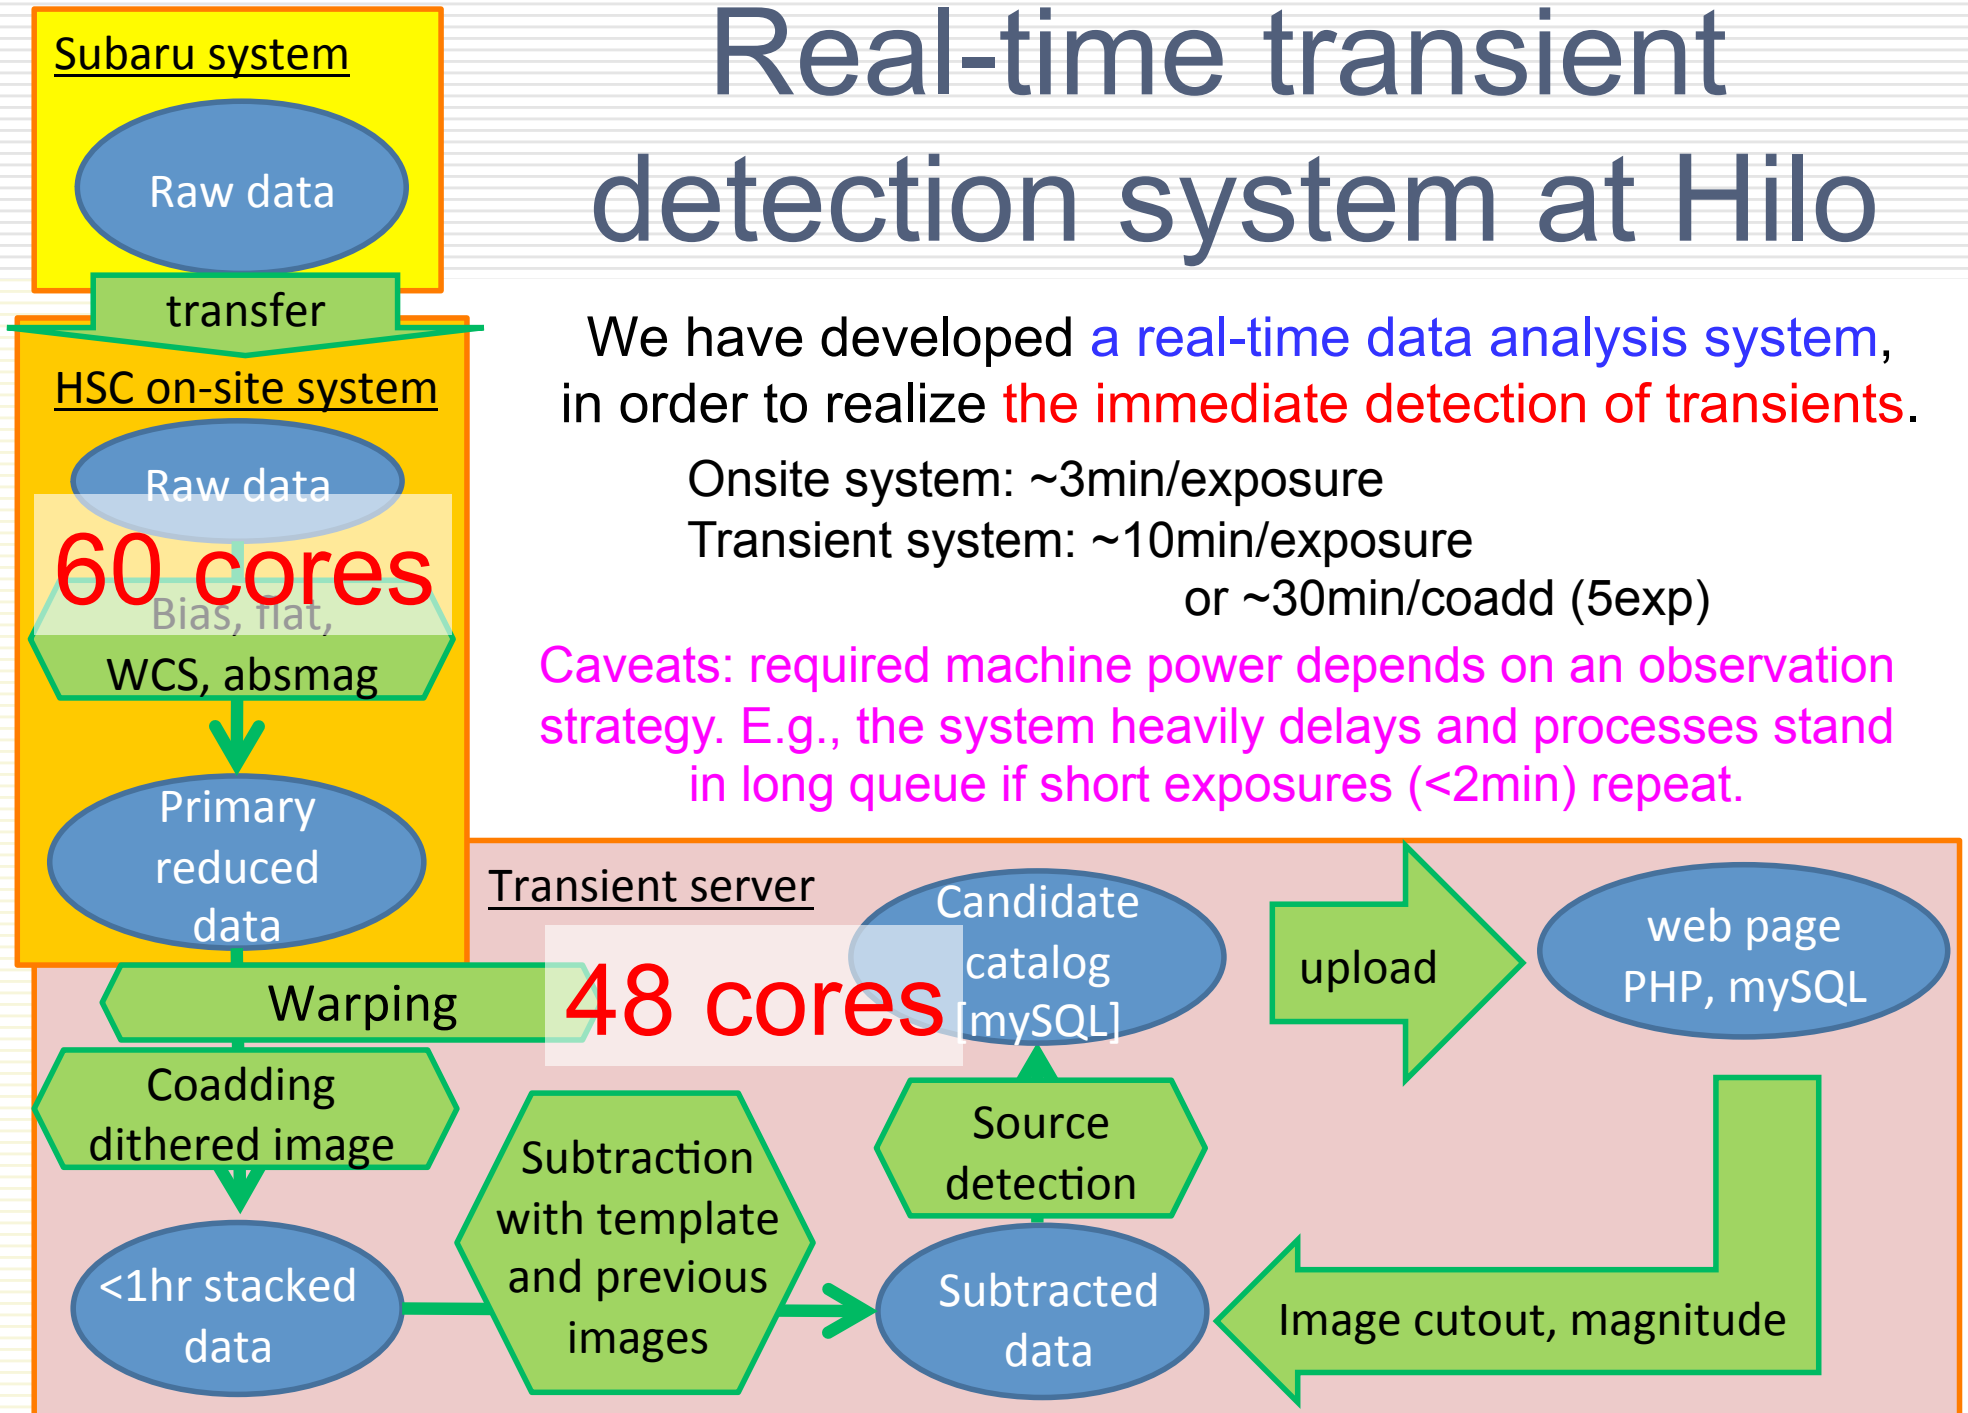 Real-time transient
detection system at Hilo
Subaru system
Raw data
transfer
HSC on-site system
Raw data
60 cores
Bias, flat,
WCS, absmag
Primary
reduced
data
We have developed a real-time data analysis system,
in order to realize the immediate detection of transients.
Onsite system: ~3min/exposure
Transient system: ~10min/exposure
or ~30min/coadd (5exp)
Caveats: required machine power depends on an observation
strategy. E.g., the system heavily delays and processes stand
in long queue if short exposures (<2min) repeat.
Transient server
Warping
48 cores
Coadding
dithered image
<1hr stacked
data
Subtraction
with template
and previous
images
Subtracted
data
Source
detection
Candidate
catalog
[mySQL]
upload
web page
PHP, mySQL
Image cutout, magnitude